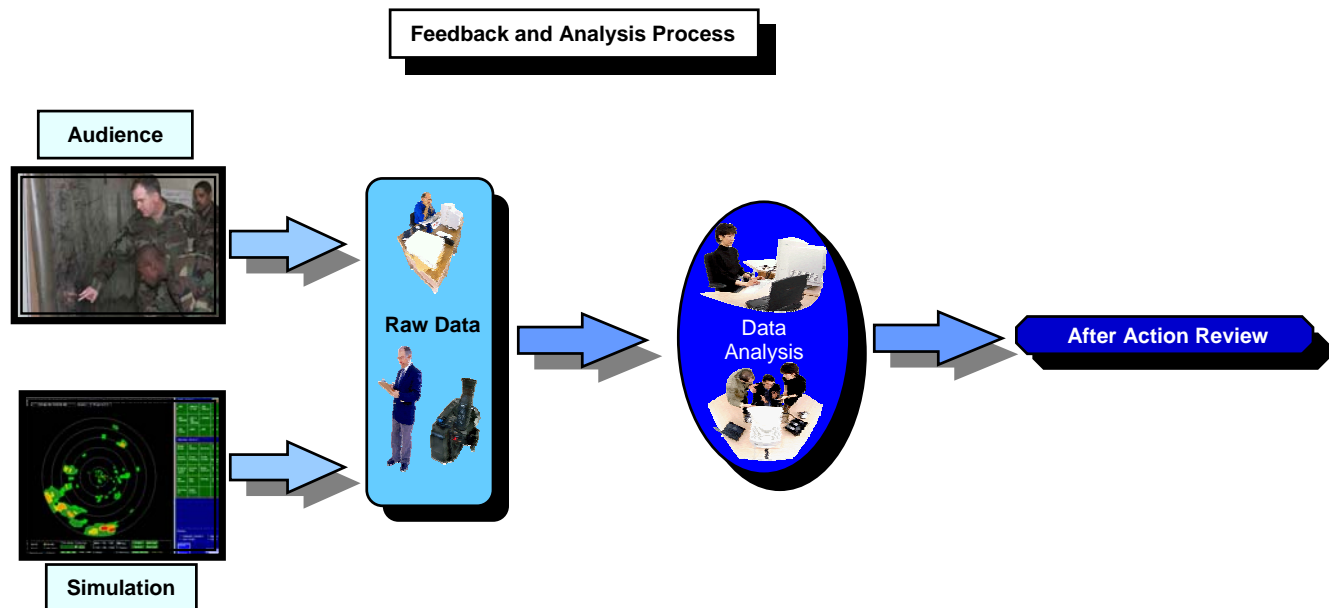 Feedback and Analysis Process
Audience
Raw Data
Data
Analysis
After Action Review
Simulation